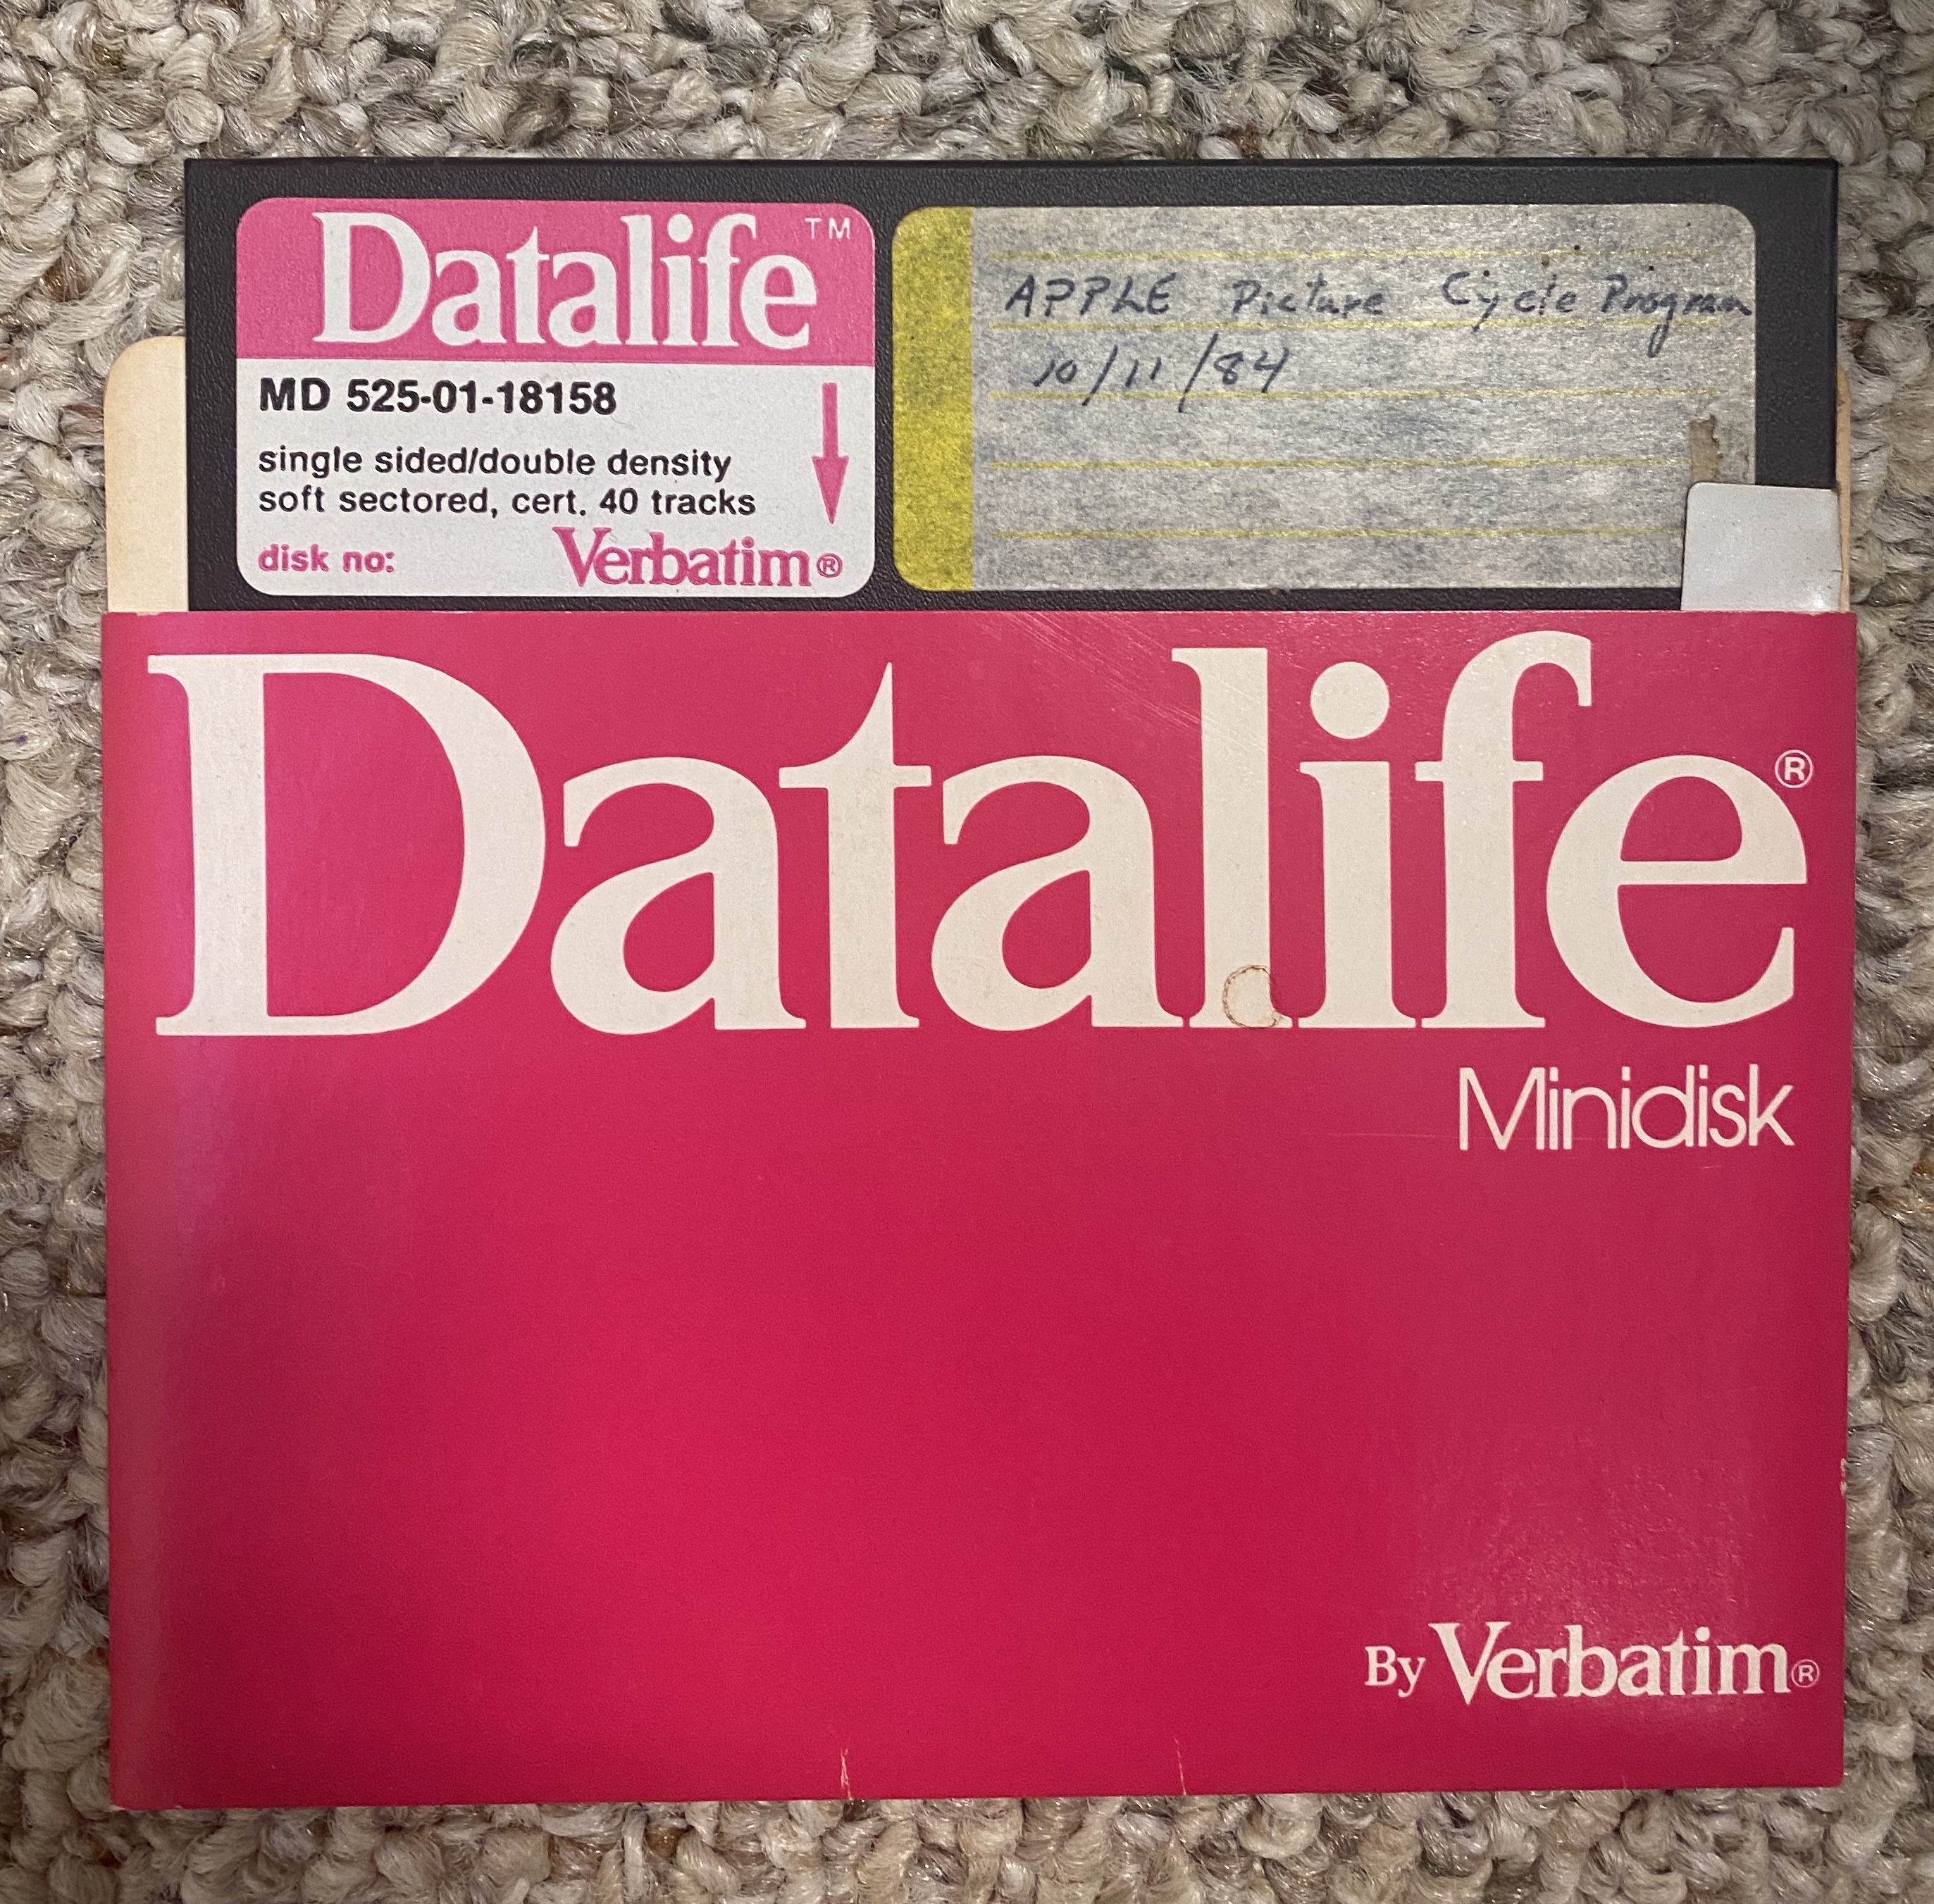 Datalife™
MD 525-01-18158
single sided/double density
soft sectored, cert. 40 tracks
disk no: Verbatim®
APPLE Picture Cycle Program
10/11/84
Datalife®
Minidisk
By Verbatim®